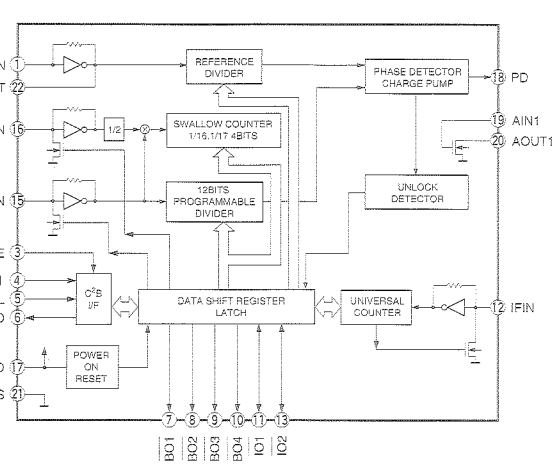 N 1
T 22
REFERENCE
DIVIDER
PHASE DETECTOR
CHARGE PUMP
18 PD
N 16
1/2
SWALLOW COUNTER
1/16,1/17 4BITS
19 AIN1
20 AOUT1
N 15
12BITS
PROGRAMMABLE
DIVIDER
UNLOCK
DETECTOR
E 3
4
L 5
6
C²B
I/F
DATA SHIFT REGISTER
LATCH
UNIVERSAL
COUNTER
12 IFIN
D 17
POWER
ON
RESET
S 21
7 8 9 10 11 13
BO1
BO2
BO3
BO4
IO1
IO2